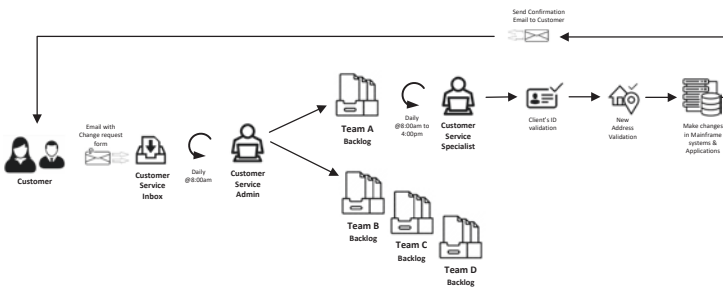 Send Confirmation
Email to Customer
Customer
Email with
Change request
form
Customer
Service
Inbox
Daily
@8:00am
Customer
Service
Admin
Team A
Backlog
Daily
@8:00am to
4:00pm
Customer
Service
Specialist
Client's ID
validation
New
Address
Validation
Make changes
in Mainframe
systems &
Applications
Team B
Backlog
Team C
Backlog
Team D
Backlog